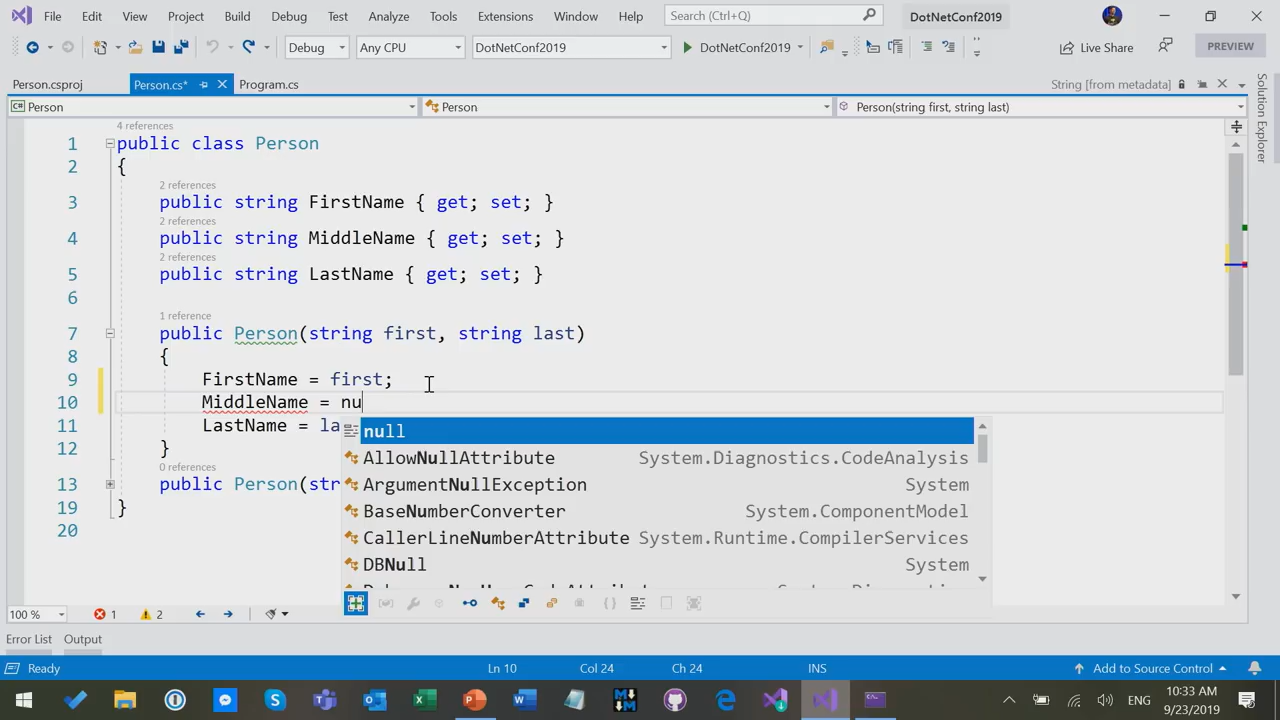 File Edit View Project Build Debug Test Analyze Tools Extensions Window Help Search (Ctrl+Q) DotNetConf2019
Debug Any CPU DotNetConf2019 DotNetConf2019 Live Share PREVIEW
Person.csproj Person.cs* Program.cs String [from metadata]
C# Person Person Person(string first, string last)
Solution Explorer
4 references
1 public class Person
2 {
2 references
3 public string FirstName { get; set; }
2 references
4 public string MiddleName { get; set; }
2 references
5 public string LastName { get; set; }
6
1 reference
7 public Person(string first, string last)
8 {
9 FirstName = first;
10 MiddleName = nu
11 LastName = la
12 }
0 references
13 public Person(str
19 }
20
null
AllowNullAttribute System.Diagnostics.CodeAnalysis
ArgumentNullException System
BaseNumberConverter System.ComponentModel
CallerLineNumberAttribute System.Runtime.CompilerServices
DBNull System
100 % 1 2
Error List Output
Ready Ln 10 Col 24 Ch 24 INS Add to Source Control
ENG 10:33 AM
9/23/2019